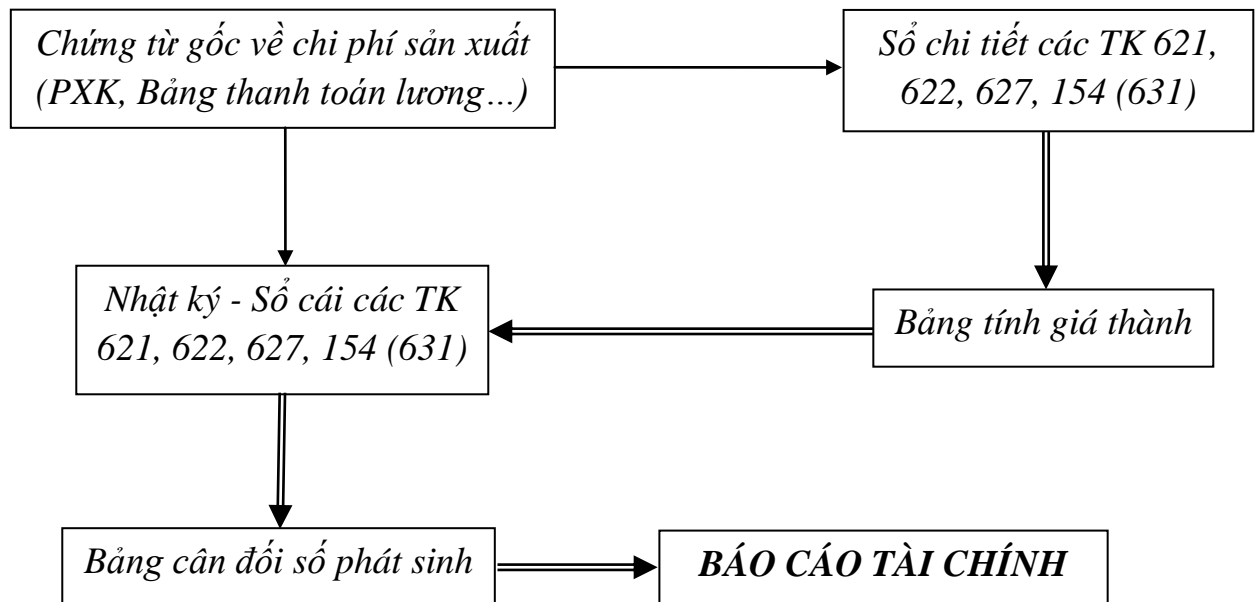 Chứng từ gốc về chi phí sản xuất
(PXK, Bảng thanh toán lương…)
Sổ chi tiết các TK 621,
622, 627, 154 (631)
Nhật ký - Sổ cái các TK
621, 622, 627, 154 (631)
Bảng tính giá thành
Bảng cân đối số phát sinh
BÁO CÁO TÀI CHÍNH